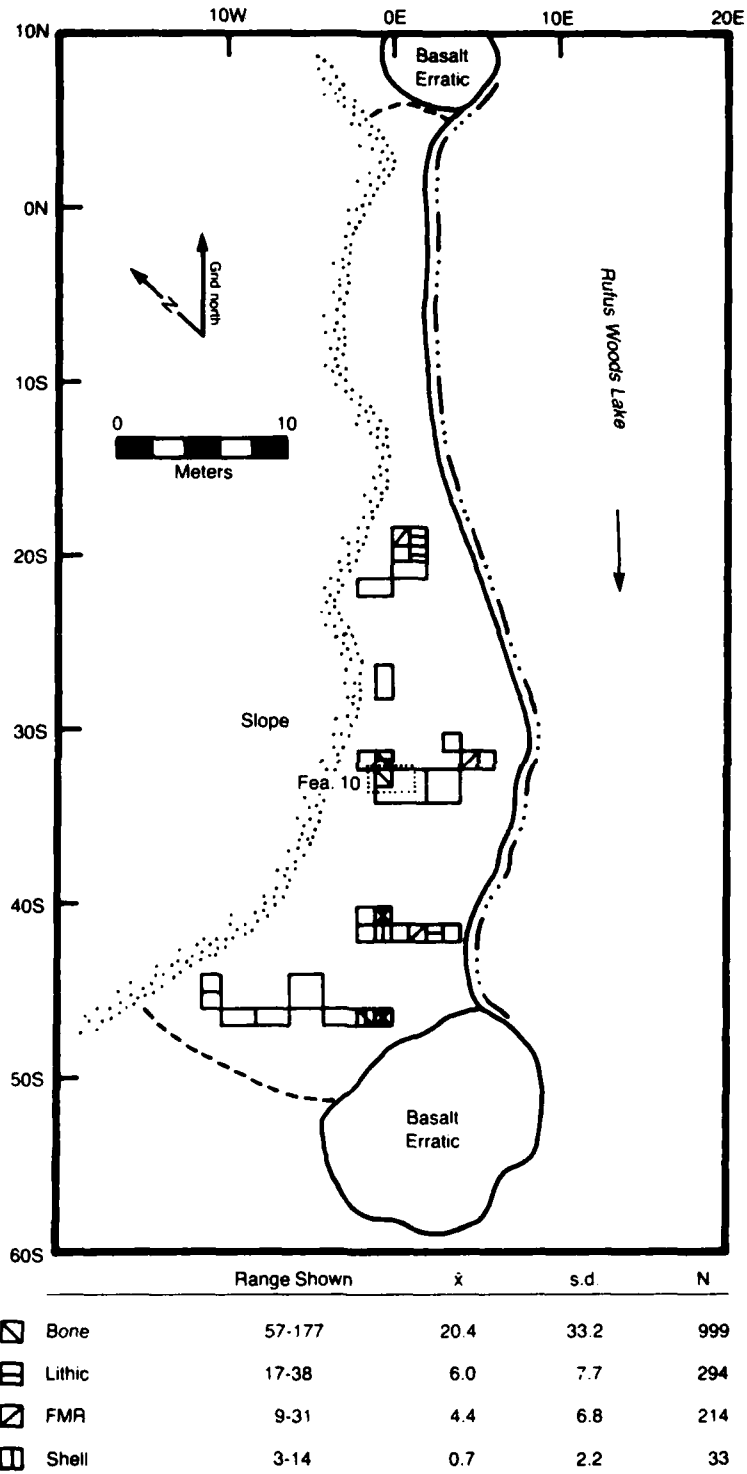 10W 0E 10E 20E
10N
Basalt
Erratic
0N
Grid north
N
Rufus Woods Lake
10S
0 10
Meters
20S
30S
Slope
Fea. 10
40S
50S
Basalt
Erratic
60S
Range Shown x̄ s.d. N
Bone 57-177 20.4 33.2 999
Lithic 17-38 6.0 7.7 294
FMR 9-31 4.4 6.8 214
Shell 3-14 0.7 2.2 33